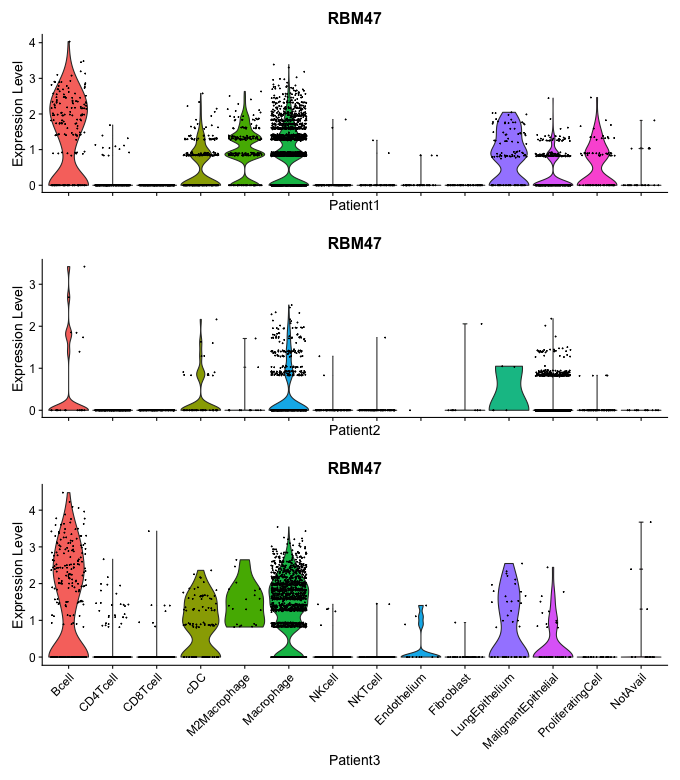 RBM47
Expression Level
4
3
2
1
0
Patient1
RBM47
Expression Level
3
2
1
0
Patient2
RBM47
Expression Level
4
3
2
1
0
Bcell
CD4Tcell
CD8Tcell
cDC
M2Macrophage
Macrophage
NKcell
NKTcell
Endothelium
Fibroblast
LungEpithelium
MalignantEpithelial
ProliferatingCell
NotAvail
Patient3